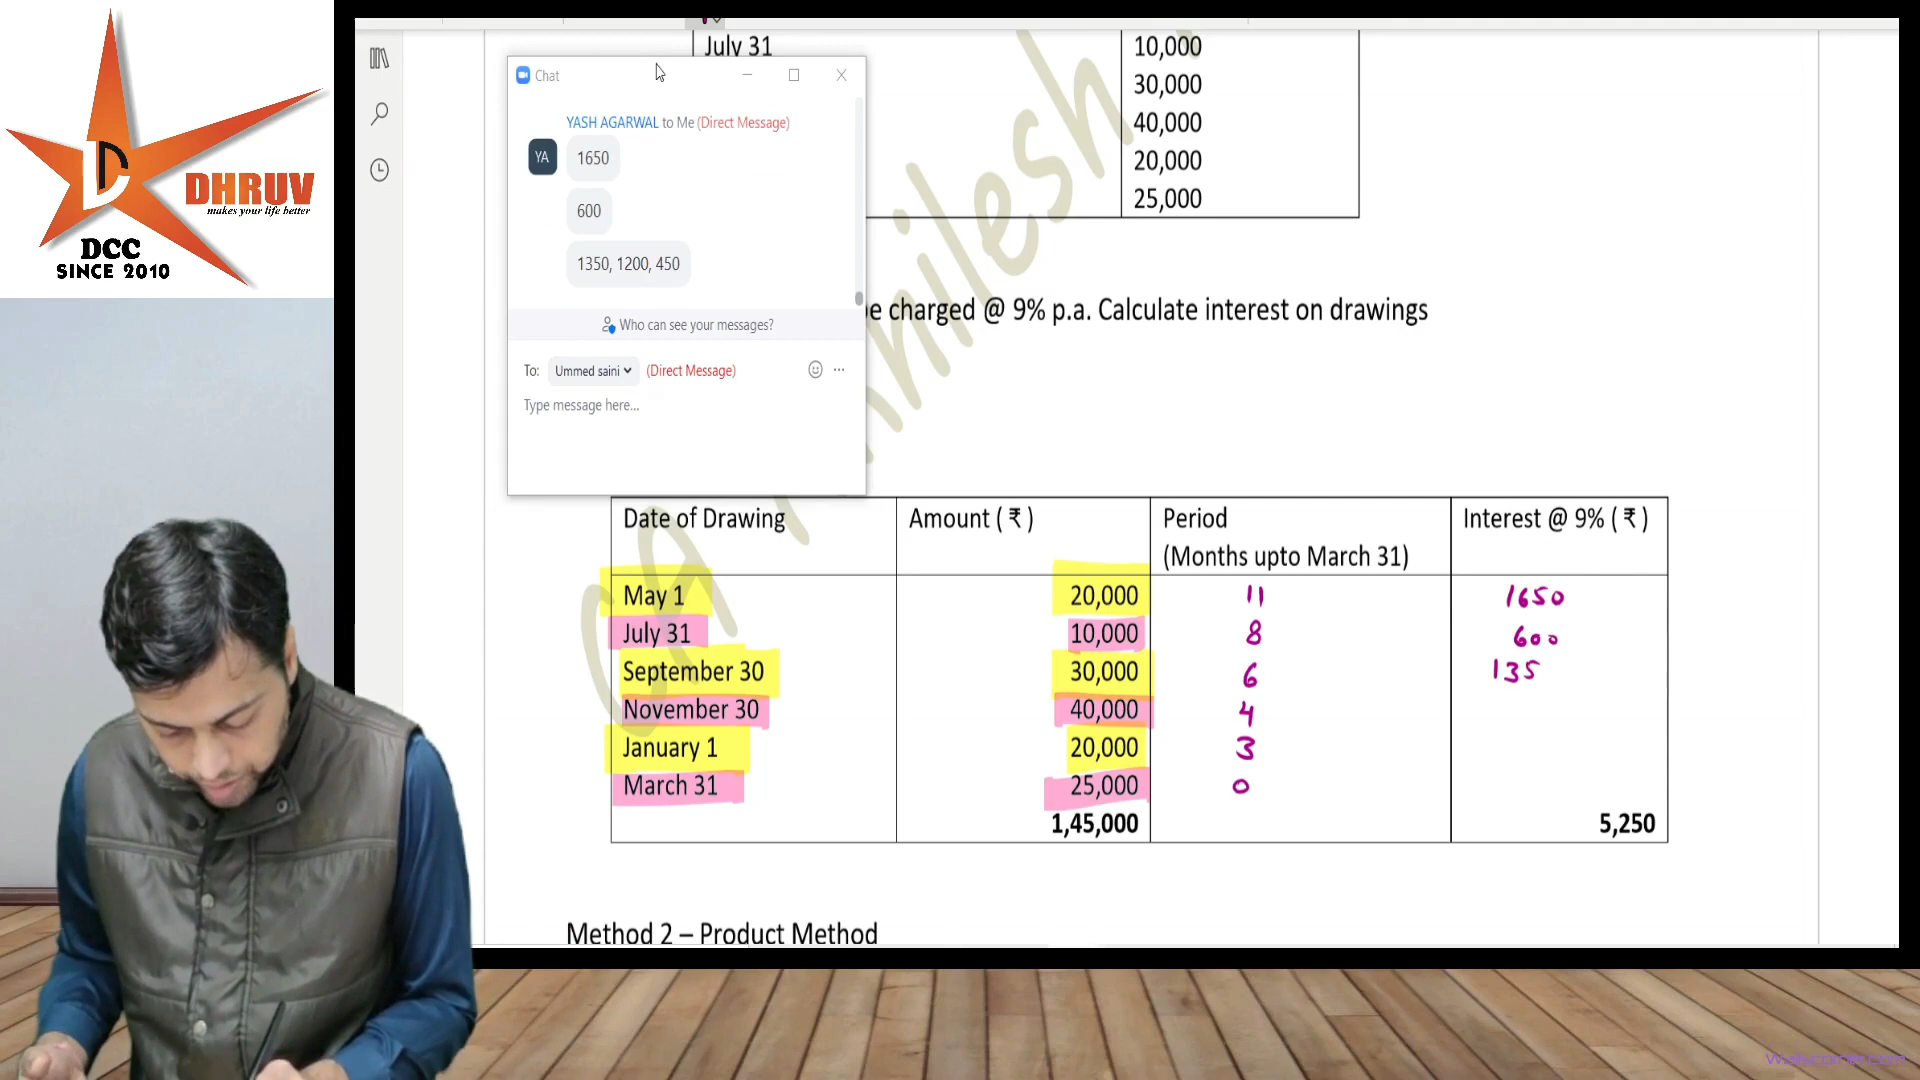 DHRUV
makes your life better
DCC
SINCE 2010
July 31
10,000
30,000
40,000
20,000
25,000
Chat
YASH AGARWAL to Me (Direct Message)
YA
1650
600
1350, 1200, 450
Who can see your messages?
To: Ummed saini (Direct Message)
Type message here...
be charged @ 9% p.a. Calculate interest on drawings
Date of Drawing Amount ( ₹ ) Period Interest @ 9% ( ₹ )
(Months upto March 31)
May 1 20,000 11 1650
July 31 10,000 8 600
September 30 30,000 6 135
November 30 40,000 4
January 1 20,000 3
March 31 25,000 0
1,45,000 5,250
Method 2 – Product Method